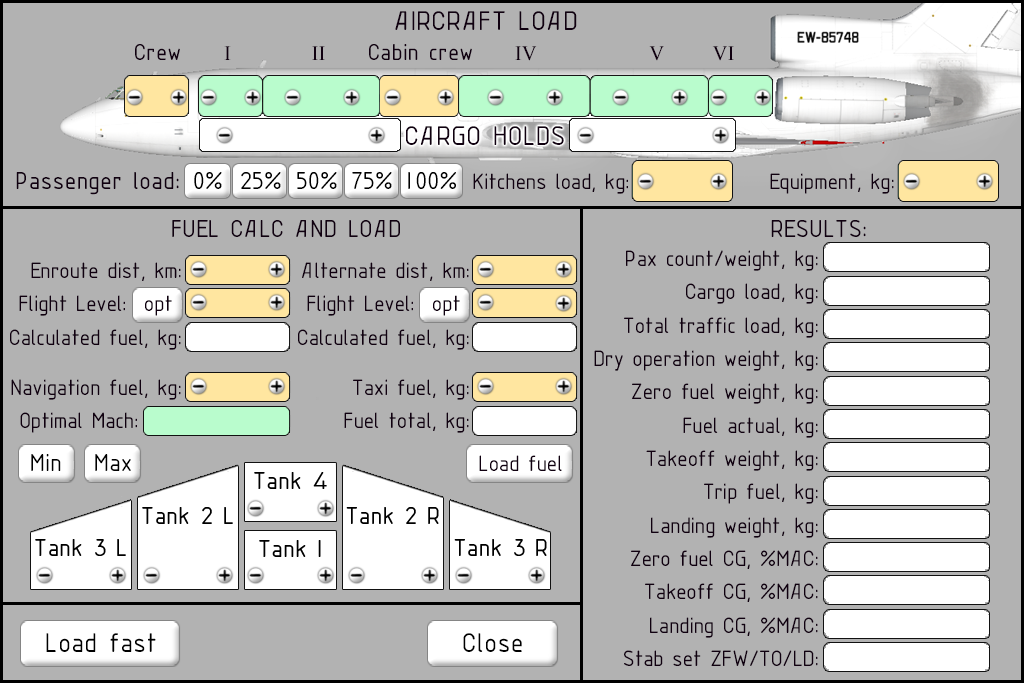 AIRCRAFT LOAD
EW-85748
Crew I II Cabin crew IV V VI
CARGO HOLDS
Passenger load: 0% 25% 50% 75% 100% Kitchens load, kg: Equipment, kg:
FUEL CALC AND LOAD
Enroute dist, km: Alternate dist, km:
Flight Level: opt Flight Level: opt
Calculated fuel, kg: Calculated fuel, kg:
Navigation fuel, kg: Taxi fuel, kg:
Optimal Mach: Fuel total, kg:
Min Max Load fuel
Tank 4
Tank 2 L Tank 2 R
Tank 3 L Tank 1 Tank 3 R
Load fast Close
RESULTS:
Pax count/weight, kg:
Cargo load, kg:
Total traffic load, kg:
Dry operation weight, kg:
Zero fuel weight, kg:
Fuel actual, kg:
Takeoff weight, kg:
Trip fuel, kg:
Landing weight, kg:
Zero fuel CG, %MAC:
Takeoff CG, %MAC:
Landing CG, %MAC:
Stab set ZFW/TO/LD: